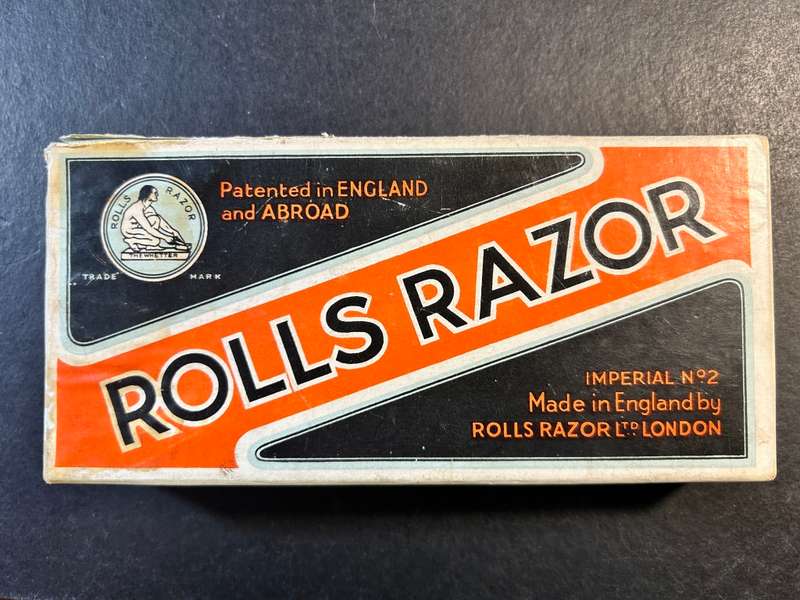 ROLLS RAZOR
THE WHETTER
TRADE MARK
Patented in ENGLAND
and ABROAD
ROLLS RAZOR
IMPERIAL Nº2
Made in England by
ROLLS RAZOR LTD LONDON